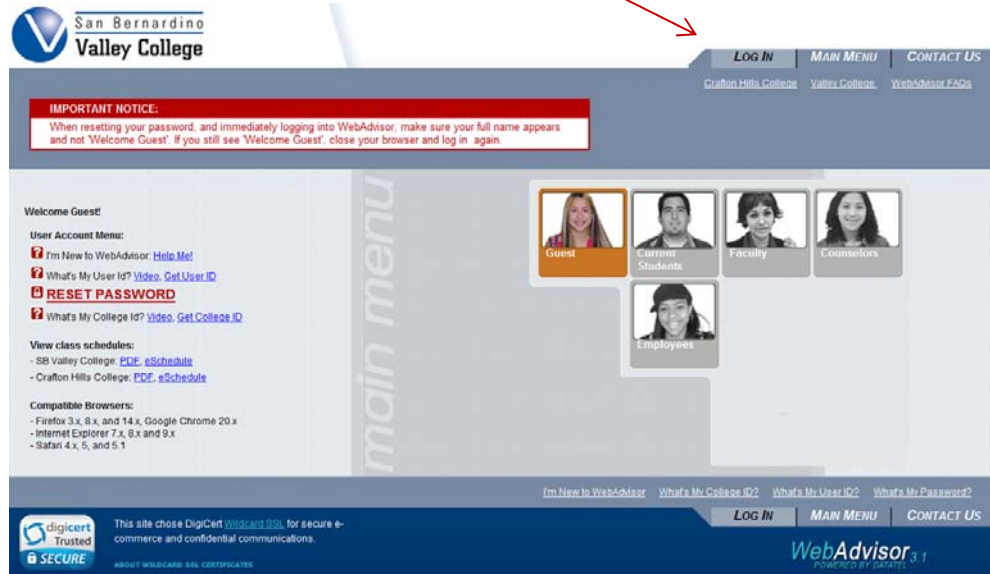 San Bernardino
Valley College
LOG IN MAIN MENU CONTACT US
Crafton Hills College Valley College WebAdvisor FAQs
IMPORTANT NOTICE:
When resetting your password, and immediately logging into WebAdvisor, make sure your full name appears
and not 'Welcome Guest'. If you still see 'Welcome Guest', close your browser and log in again.
main menu
Welcome Guest!
User Account Menu:
I'm New to WebAdvisor: Help Me!
What's My User Id? Video, Get User ID
RESET PASSWORD
What's My College Id? Video, Get College ID
View class schedules:
- SB Valley College: PDF, eSchedule
- Crafton Hills College: PDF, eSchedule
Compatible Browsers:
- Firefox 3.x, 8.x, and 14.x, Google Chrome 20.x
- Internet Explorer 7.x, 8.x and 9.x
- Safari 4.x, 5, and 5.1
Guest
Current
Students
Faculty
Counselors
Employees
I'm New to WebAdvisor What's My College ID? What's My User ID? What's My Password?
LOG IN MAIN MENU CONTACT US
digicert
Trusted
SECURE
This site chose DigiCert Wildcard SSL for secure e-
commerce and confidential communications.
ABOUT WILDCARD SSL CERTIFICATES
WebAdvisor 3.1
POWERED BY DATATEL